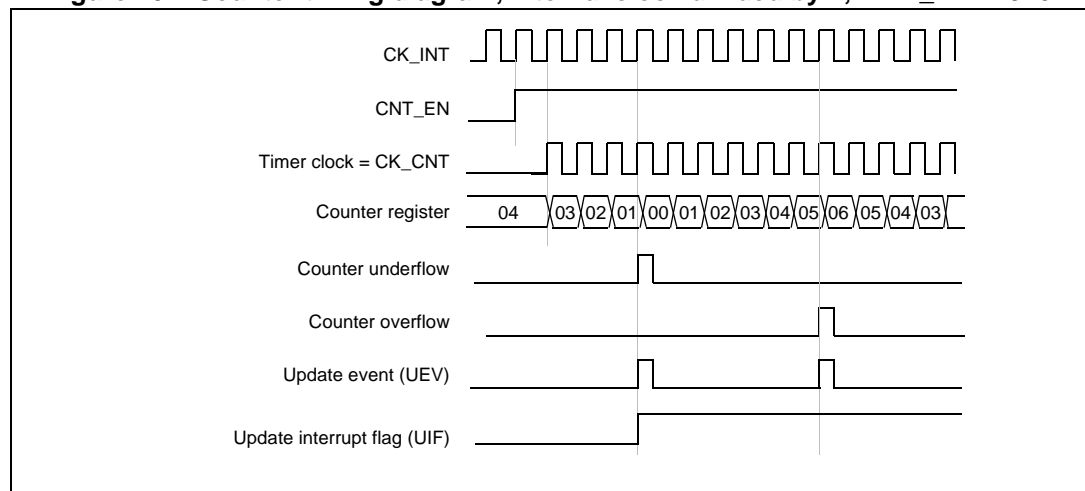 CK_INT
CNT_EN
Timer clock = CK_CNT
Counter register 04 03 02 01 00 01 02 03 04 05 06 05 04 03
Counter underflow
Counter overflow
Update event (UEV)
Update interrupt flag (UIF)